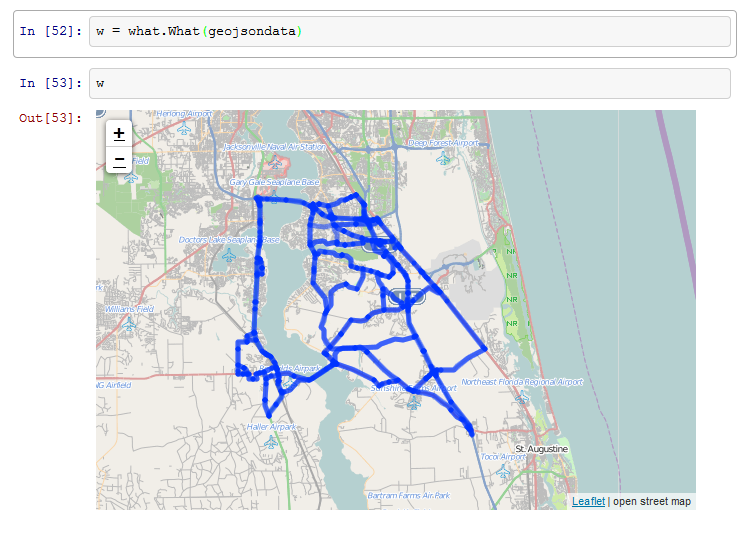 In [52]: w = what.What(geojsondata)
In [53]: w
Out[53]:
+
−
Herlong Airport
Jacksonville Naval Air Station
Deep Forest Airport
Field
Gary Gale Seaplane Base
Doctors Lake Seaplane Base
NR
NR
NR
Williams Field
Northeast Florida Regional Airport
Airfield
Haller Airpark
St. Augustine
Tocoi Airport
Bartram Farms Air Park
Leaflet | open street map